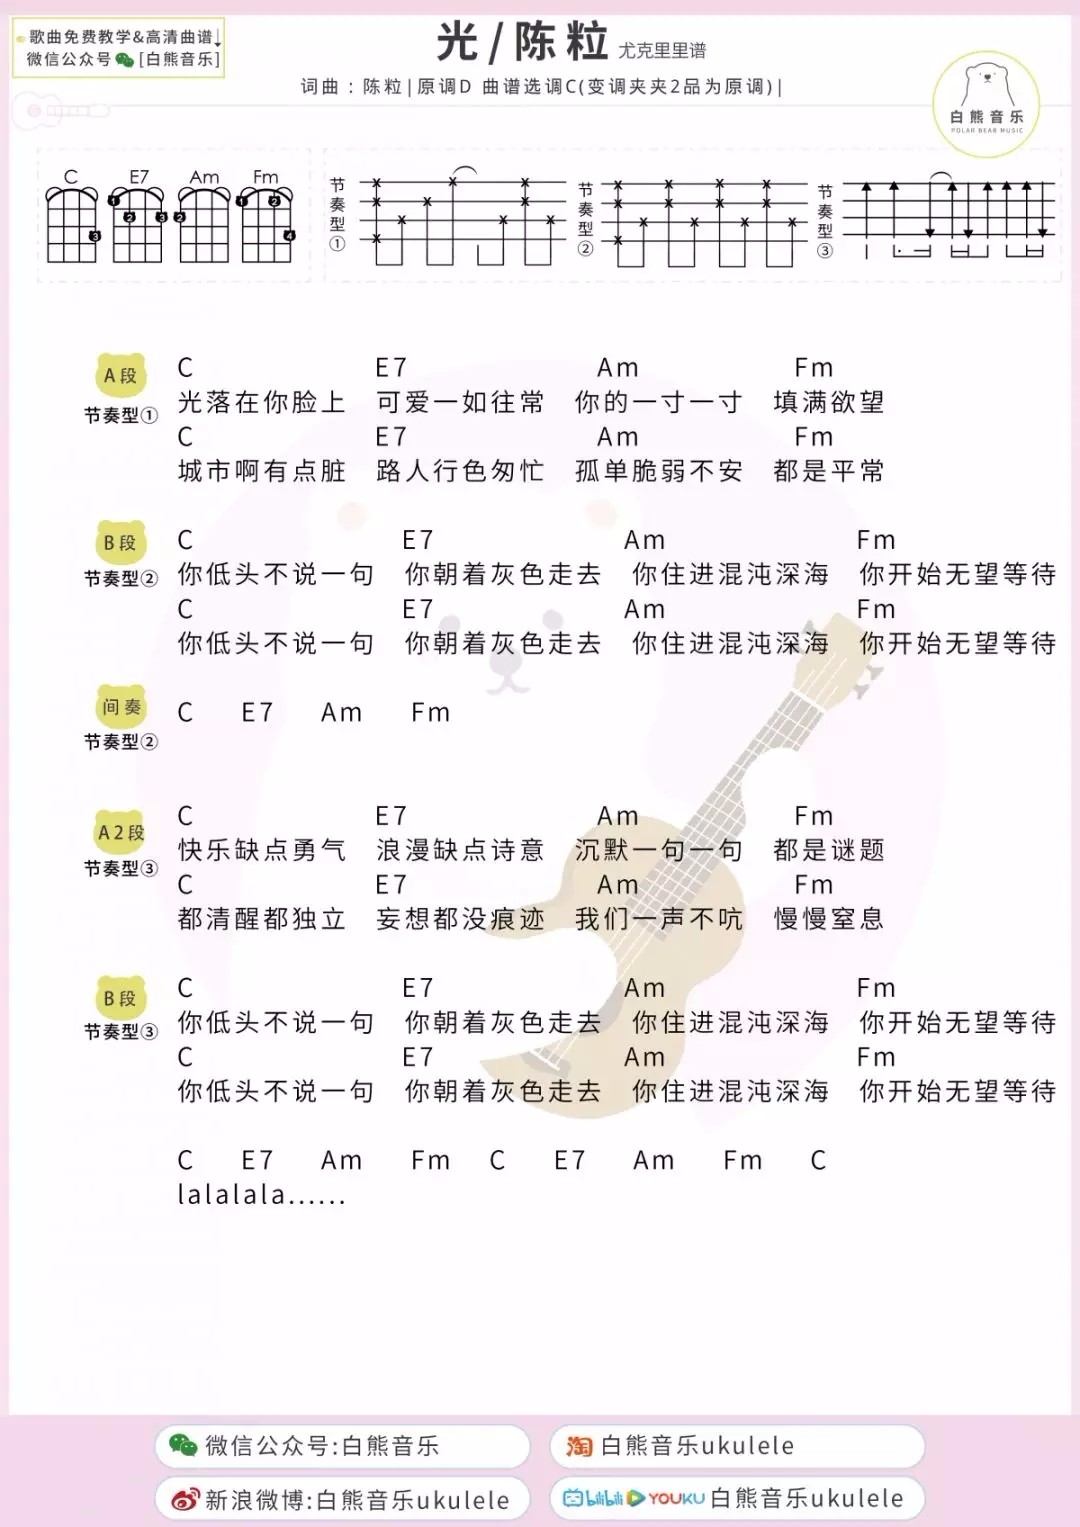 歌曲免费教学&高清曲谱
微信公众号 [白熊音乐]
光/陈粒 尤克里里谱
词曲：陈粒|原调D 曲谱选调C(变调夹夹2品为原调)|
白熊音乐
POLAR BEAR MUSIC
C E7 Am Fm
1 1 2 1 2
2 3
3 4
节奏型①
节奏型②
节奏型③
A段
节奏型①
C E7 Am Fm
光落在你脸上 可爱一如往常 你的一寸一寸 填满欲望
C E7 Am Fm
城市啊有点脏 路人行色匆忙 孤单脆弱不安 都是平常
B段
节奏型②
C E7 Am Fm
你低头不说一句 你朝着灰色走去 你住进混沌深海 你开始无望等待
C E7 Am Fm
你低头不说一句 你朝着灰色走去 你住进混沌深海 你开始无望等待
间奏
节奏型②
C E7 Am Fm
A2段
节奏型③
C E7 Am Fm
快乐缺点勇气 浪漫缺点诗意 沉默一句一句 都是谜题
C E7 Am Fm
都清醒都独立 妄想都没痕迹 我们一声不吭 慢慢窒息
B段
节奏型③
C E7 Am Fm
你低头不说一句 你朝着灰色走去 你住进混沌深海 你开始无望等待
C E7 Am Fm
你低头不说一句 你朝着灰色走去 你住进混沌深海 你开始无望等待
C E7 Am Fm C E7 Am Fm C
lalalala......
微信公众号:白熊音乐
淘 白熊音乐ukulele
新浪微博:白熊音乐ukulele
bilibili YOUKU 白熊音乐ukulele